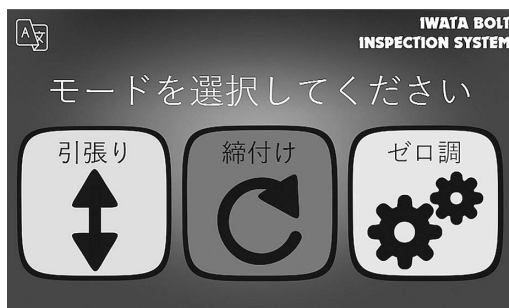 IWATA BOLT
INSPECTION SYSTEM
モードを選択してください
引張り
締付け
ゼロ調